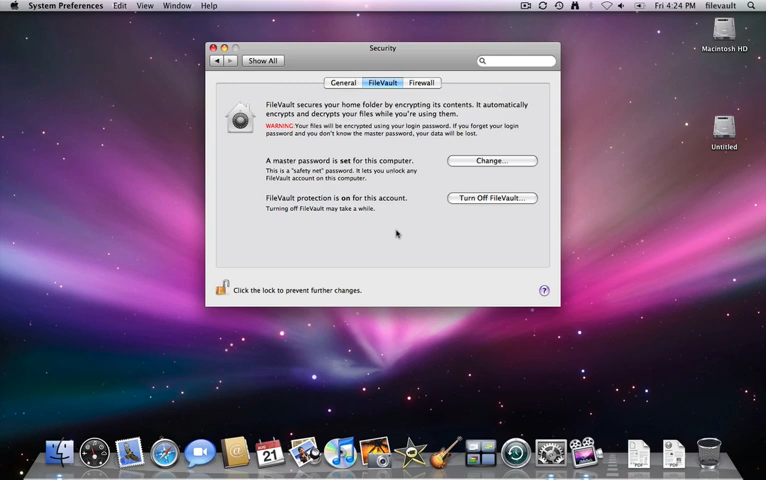 System Preferences Edit View Window Help
Fri 4:24 PM filevault
Macintosh HD
Untitled
Security
Show All
General FileVault Firewall
FileVault secures your home folder by encrypting its contents. It automatically
encrypts and decrypts your files while you're using them.
WARNING: Your files will be encrypted using your login password. If you forget your login
password and you don't know the master password, your data will be lost.
A master password is set for this computer.
Change...
This is a "safety net" password. It lets you unlock any
FileVault account on this computer.
FileVault protection is on for this account.
Turn Off FileVault...
Turning off FileVault may take a while.
Click the lock to prevent further changes.
?
21
PDF
PDF